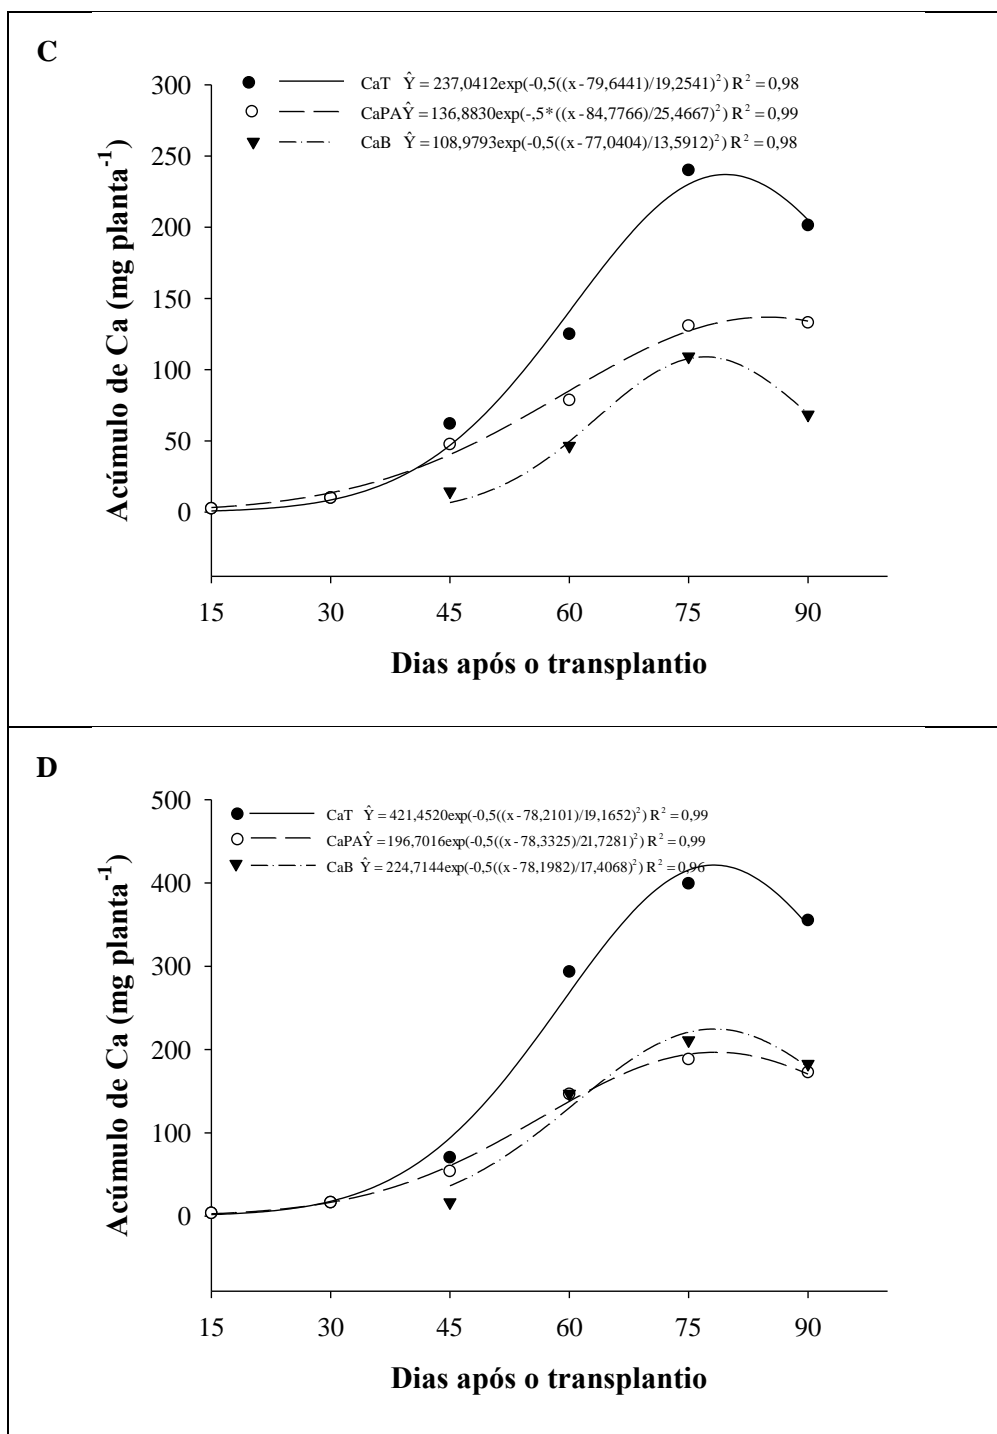 C
CaT Ŷ = 237,0412exp(-0,5((x - 79,6441)/19,2541)²) R² = 0,98
CaPAŶ = 136,8830exp(-,5*((x - 84,7766)/25,4667)²) R² = 0,99
CaB Ŷ = 108,9793exp(-0,5((x - 77,0404)/13,5912)²) R² = 0,98
300
250
200
150
100
50
0
Acúmulo de Ca (mg planta⁻¹)
15 30 45 60 75 90
Dias após o transplantio
D
CaT Ŷ = 421,4520exp(-0,5((x - 78,2101)/19,1652)²) R² = 0,99
CaPAŶ = 196,7016exp(-0,5((x - 78,3325)/21,7281)²) R² = 0,99
CaB Ŷ = 224,7144exp(-0,5((x - 78,1982)/17,4068)²) R² = 0,96
500
400
300
200
100
0
Acúmulo de Ca (mg planta⁻¹)
15 30 45 60 75 90
Dias após o transplantio